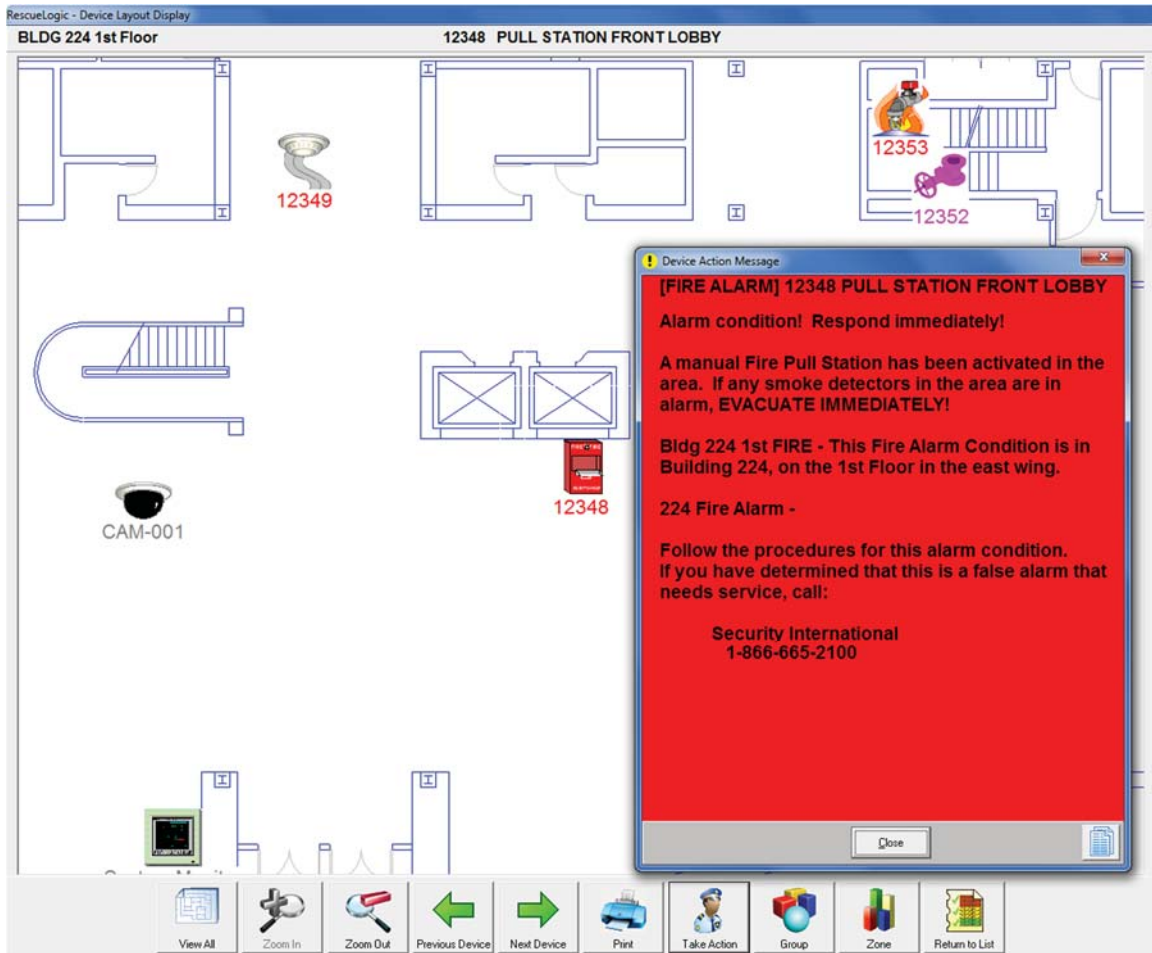 RescueLogic - Device Layout Display
BLDG 224 1st Floor 12348 PULL STATION FRONT LOBBY
12353
12349
12352
Device Action Message
[FIRE ALARM] 12348 PULL STATION FRONT LOBBY
Alarm condition! Respond immediately!
A manual Fire Pull Station has been activated in the
area. If any smoke detectors in the area are in
alarm, EVACUATE IMMEDIATELY!
Bldg 224 1st FIRE - This Fire Alarm Condition is in
Building 224, on the 1st Floor in the east wing.
224 Fire Alarm -
Follow the procedures for this alarm condition.
If you have determined that this is a false alarm that
needs service, call:
Security International
1-866-665-2100
Close
FIRE FIRE
12348
CAM-001
View All
Zoom In
Zoom Out
Previous Device
Next Device
Print
Take Action
Group
Zone
Return to List